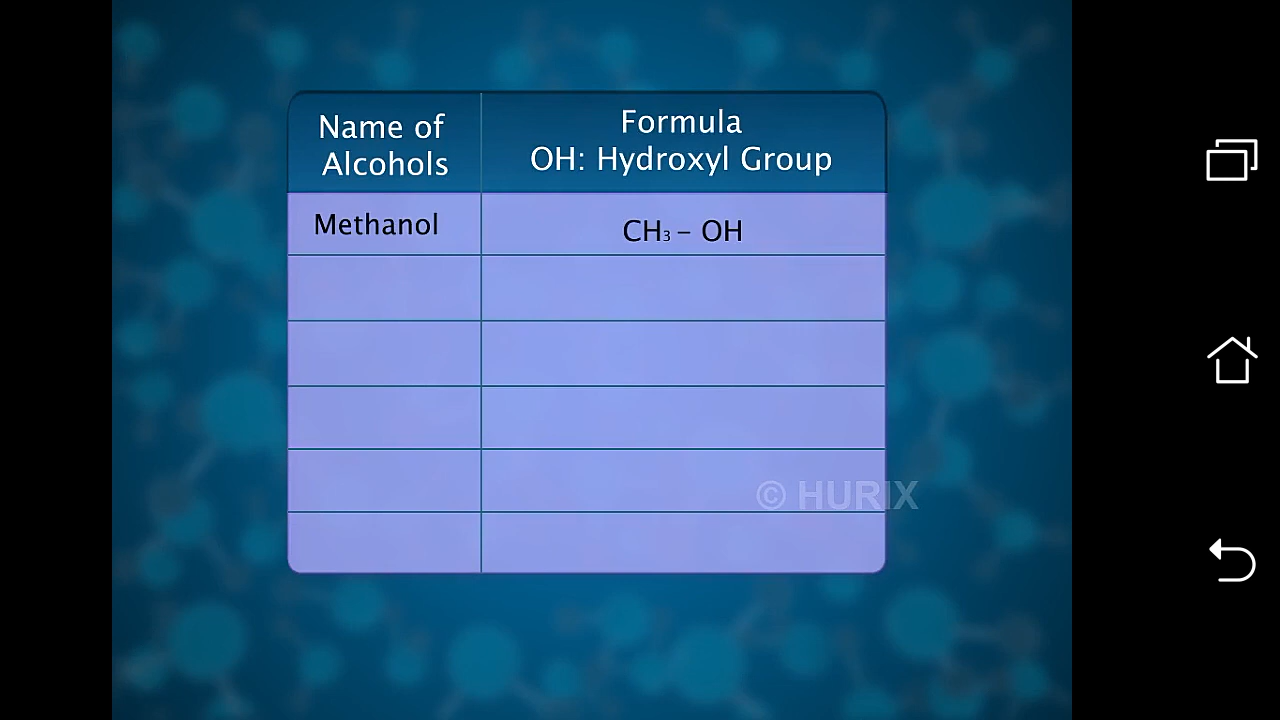 Name of
Alcohols
Formula
OH: Hydroxyl Group
Methanol
CH₃ – OH
© HURIX